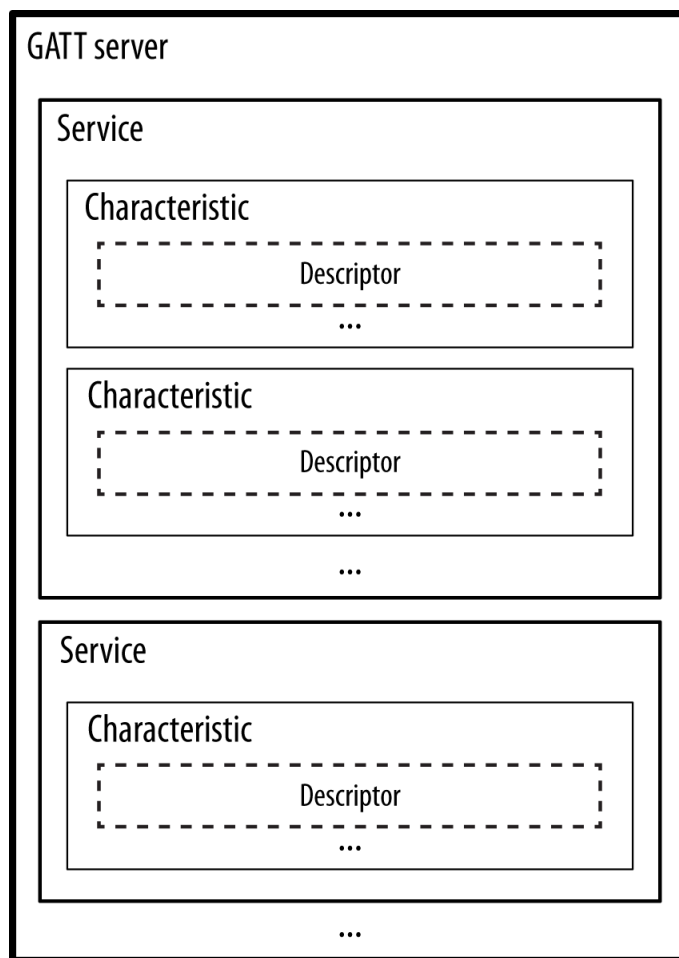 GATT server
Service
Characteristic
Descriptor
...
Characteristic
Descriptor
...
...
Service
Characteristic
Descriptor
...
...